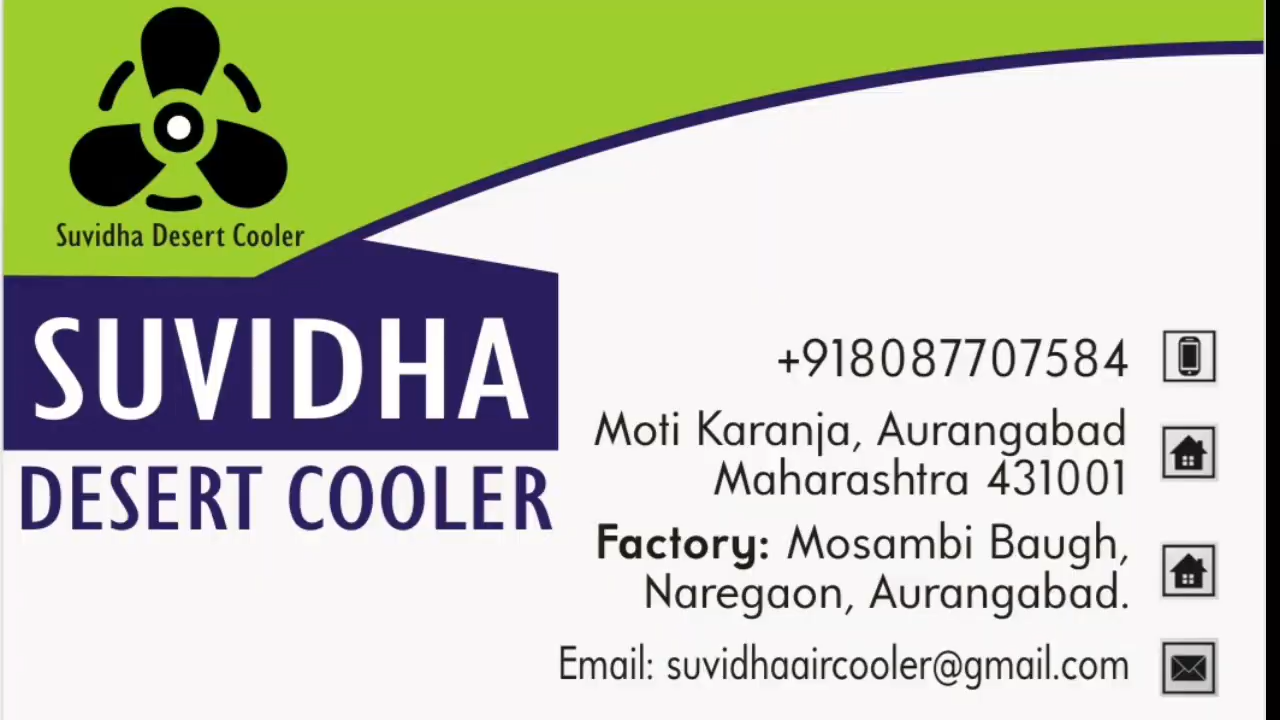 Suvidha Desert Cooler
SUVIDHA
DESERT COOLER
+918087707584
Moti Karanja, Aurangabad
Maharashtra 431001
Factory: Mosambi Baugh,
Naregaon, Aurangabad.
Email: suvidhaaircooler@gmail.com